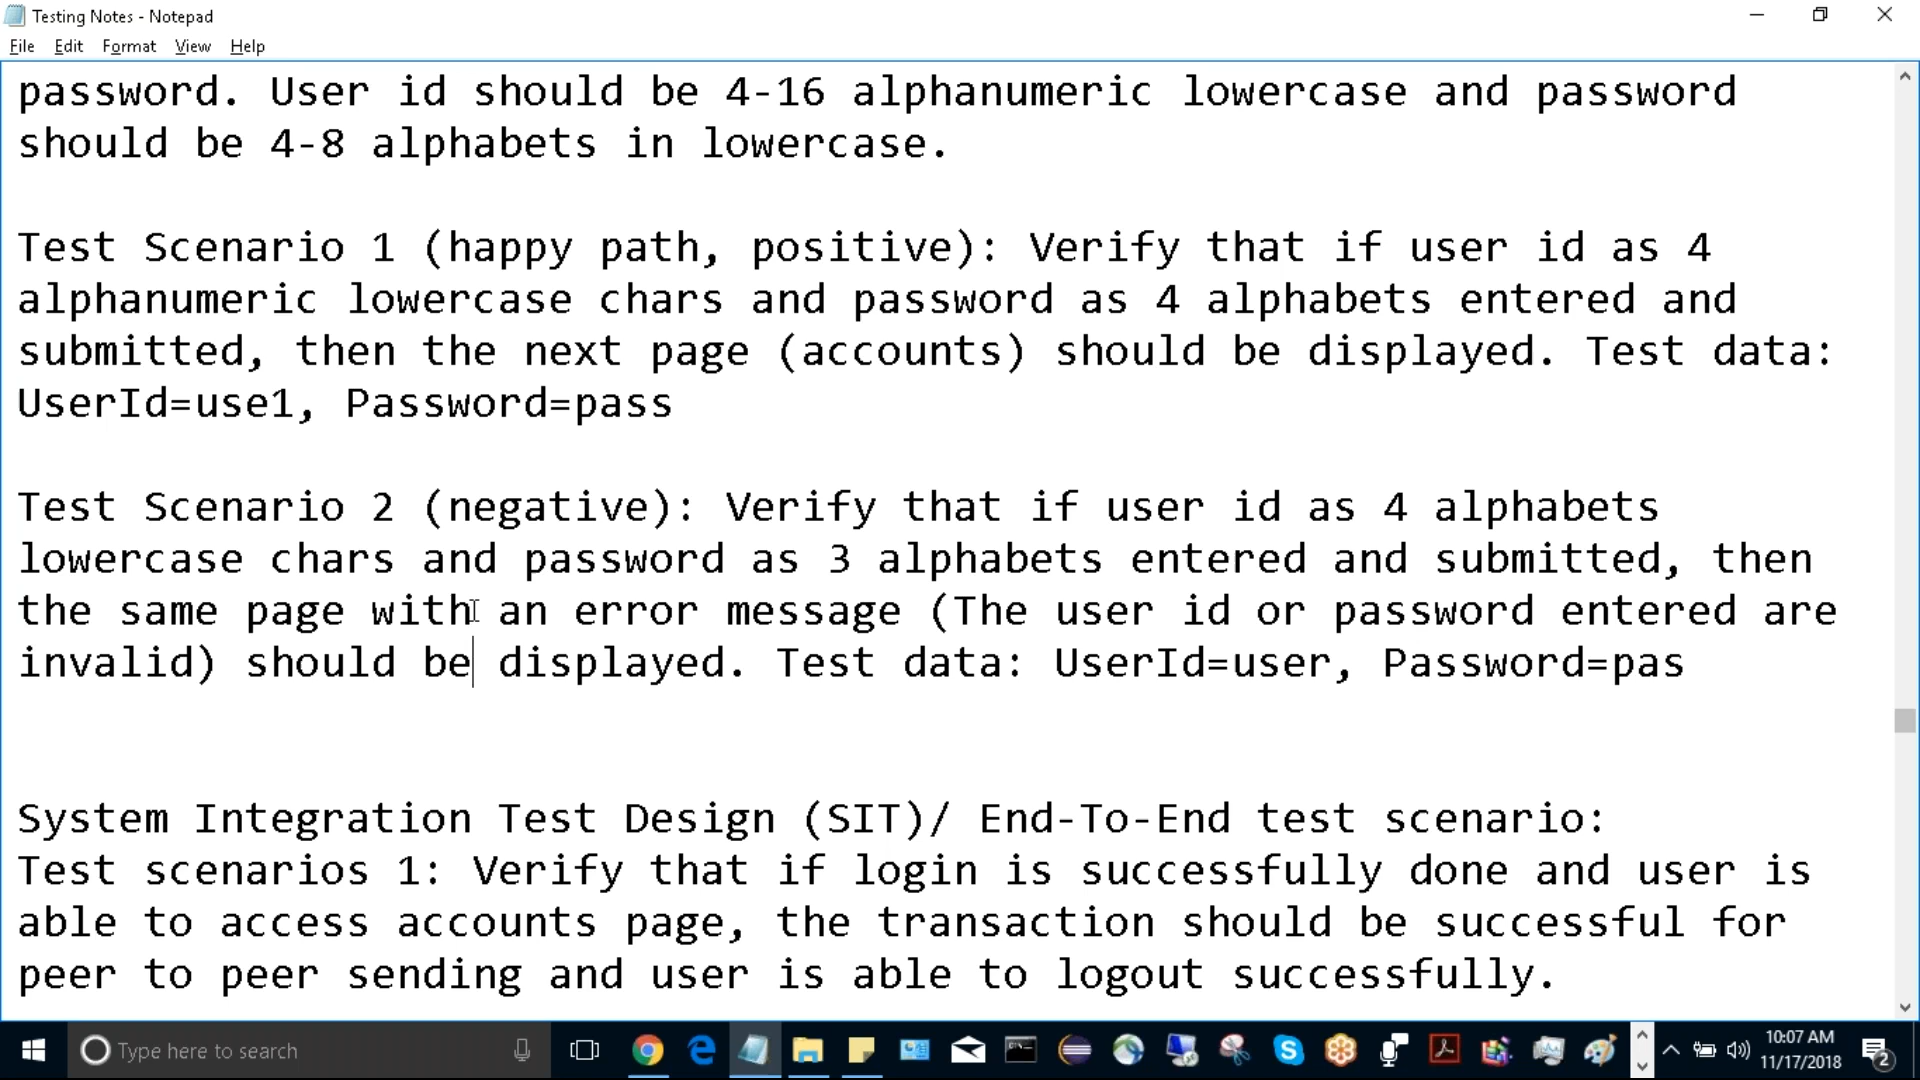 Testing Notes - Notepad
File Edit Format View Help
password. User id should be 4-16 alphanumeric lowercase and password
should be 4-8 alphabets in lowercase.
Test Scenario 1 (happy path, positive): Verify that if user id as 4
alphanumeric lowercase chars and password as 4 alphabets entered and
submitted, then the next page (accounts) should be displayed. Test data:
UserId=use1, Password=pass
Test Scenario 2 (negative): Verify that if user id as 4 alphabets
lowercase chars and password as 3 alphabets entered and submitted, then
the same page with an error message (The user id or password entered are
invalid) should be displayed. Test data: UserId=user, Password=pas
System Integration Test Design (SIT)/ End-To-End test scenario:
Test scenarios 1: Verify that if login is successfully done and user is
able to access accounts page, the transaction should be successful for
peer to peer sending and user is able to logout successfully.
Type here to search
10:07 AM
11/17/2018
2